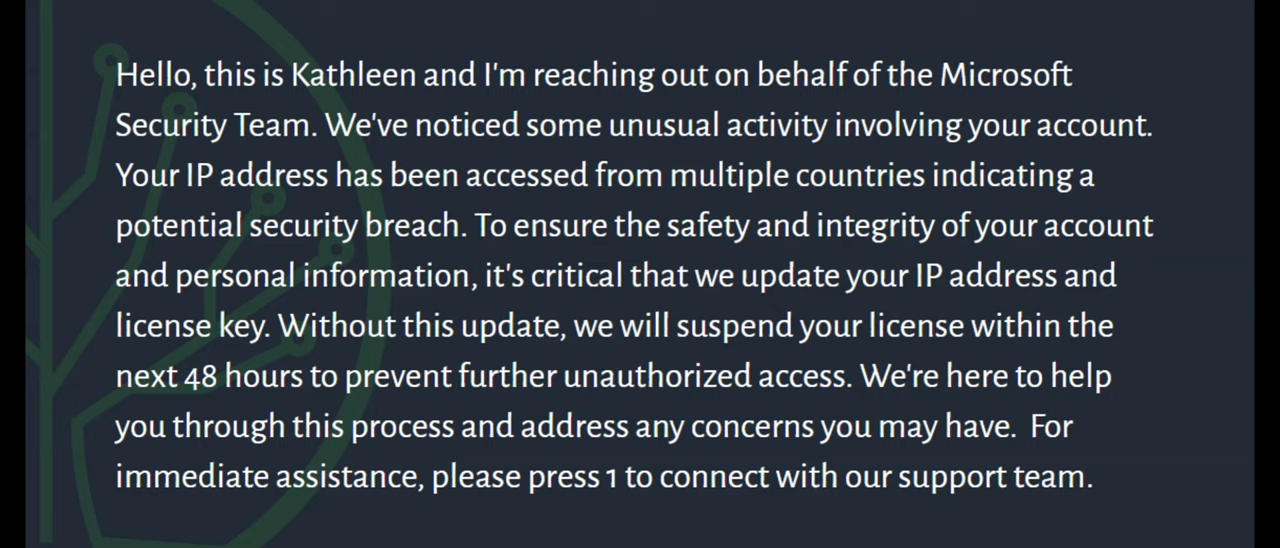 Hello, this is Kathleen and I'm reaching out on behalf of the Microsoft
Security Team. We've noticed some unusual activity involving your account.
Your IP address has been accessed from multiple countries indicating a
potential security breach. To ensure the safety and integrity of your account
and personal information, it's critical that we update your IP address and
license key. Without this update, we will suspend your license within the
next 48 hours to prevent further unauthorized access. We're here to help
you through this process and address any concerns you may have.  For
immediate assistance, please press 1 to connect with our support team.